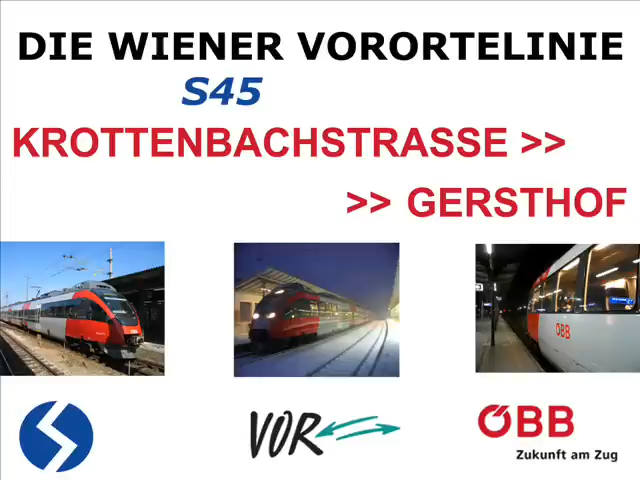 DIE WIENER VORORTELINIE
S45
KROTTENBACHSTRASSE >>
>> GERSTHOF
ÖBB
VOR
ÖBB
Zukunft am Zug